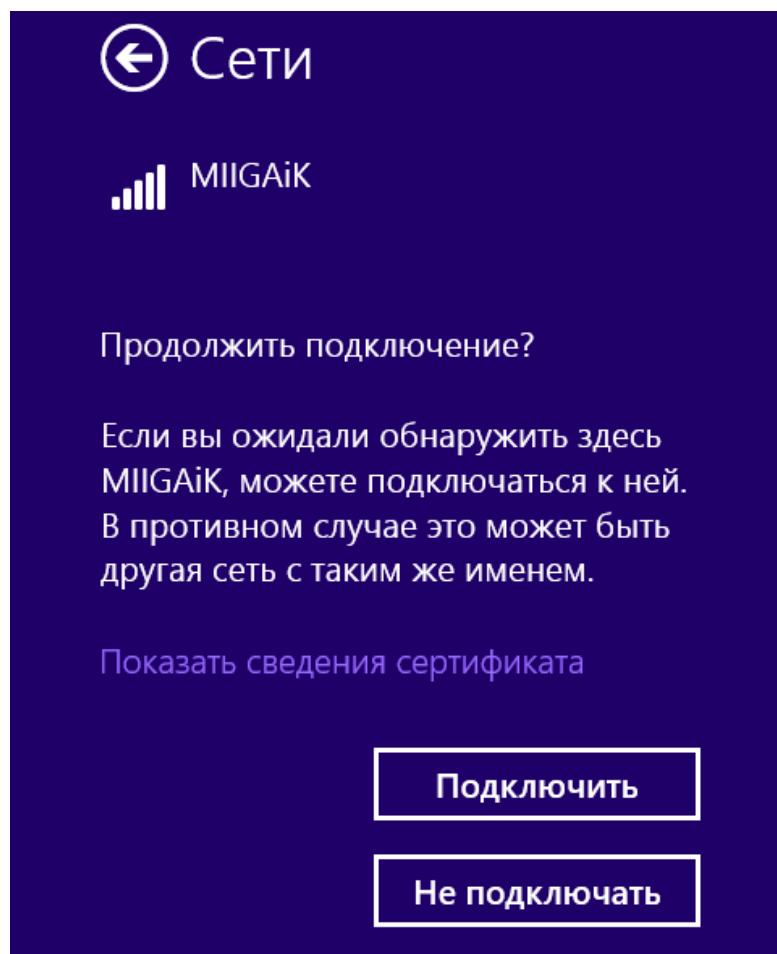 Сети
MIIGAiK
Продолжить подключение?
Если вы ожидали обнаружить здесь
MIIGAiK, можете подключаться к ней.
В противном случае это может быть
другая сеть с таким же именем.
Показать сведения сертификата
Подключить
Не подключать